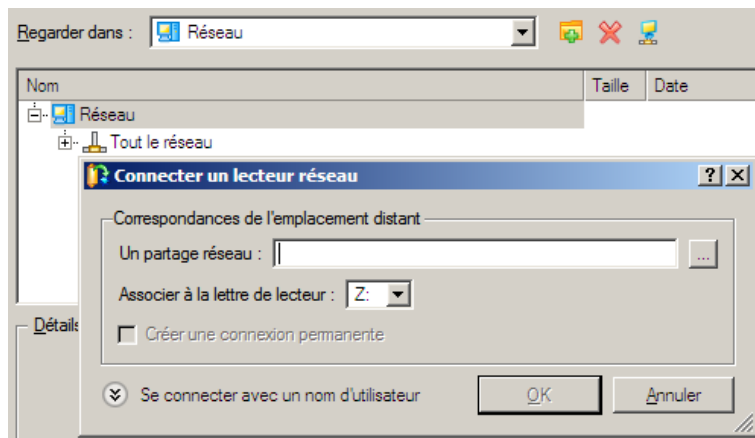 Regarder dans : Réseau
Nom Taille Date
Réseau
Tout le réseau
Connecter un lecteur réseau
Correspondances de l'emplacement distant
Un partage réseau : ...
Associer à la lettre de lecteur : Z:
Détails
Créer une connexion permanente
Se connecter avec un nom d'utilisateur OK Annuler